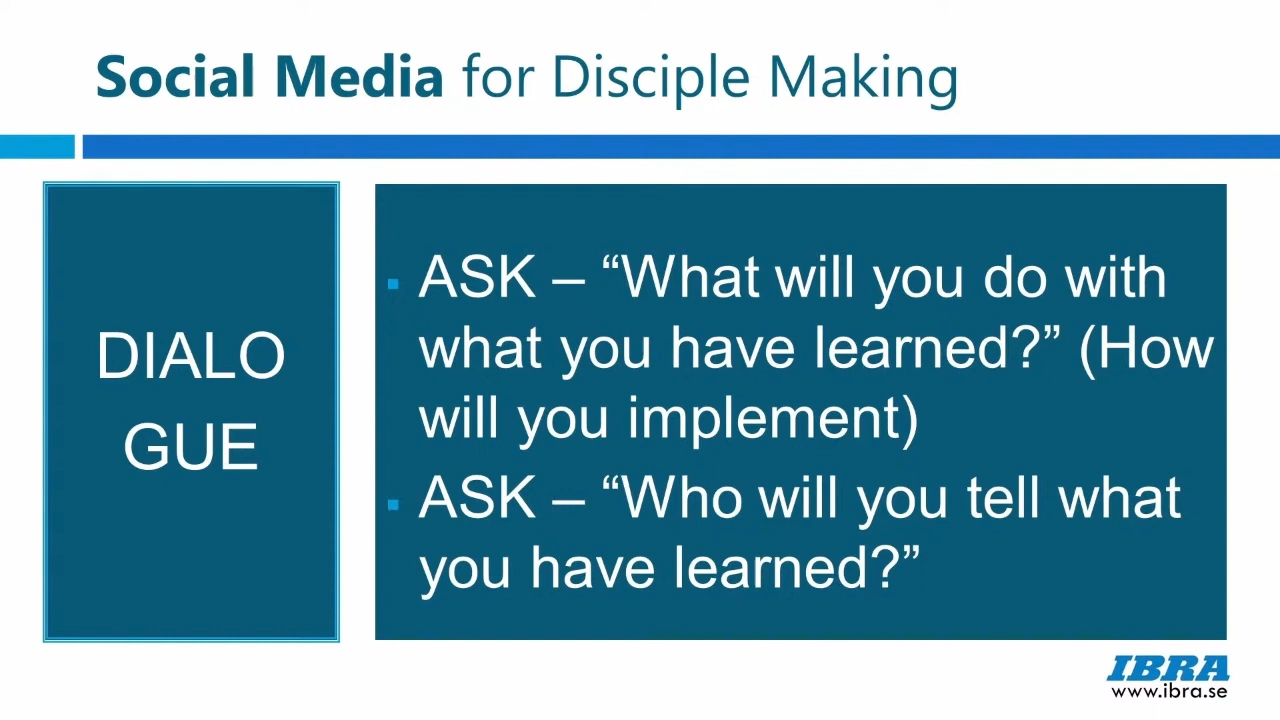 Social Media for Disciple Making
DIALO
GUE
ASK – “What will you do with
what you have learned?” (How
will you implement)
ASK – “Who will you tell what
you have learned?”
IBRA
www.ibra.se